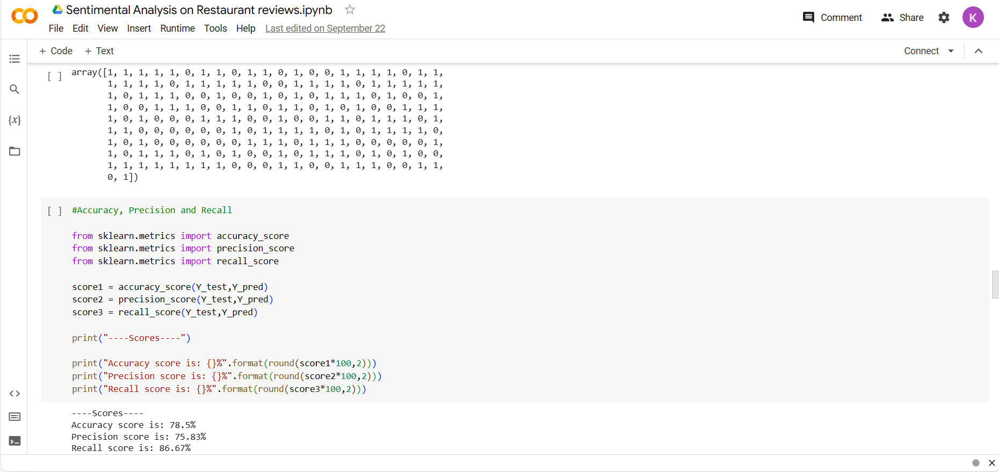 Sentimental Analysis on Restaurant reviews.ipynb
File Edit View Insert Runtime Tools Help Last edited on September 22
Comment Share K
+ Code + Text
Connect
[ ] array([1, 1, 1, 1, 1, 0, 1, 1, 0, 1, 1, 0, 1, 0, 0, 1, 1, 1, 1, 0, 1, 1,
1, 1, 1, 1, 0, 1, 1, 1, 1, 1, 0, 0, 1, 1, 1, 1, 0, 1, 1, 1, 1, 1,
1, 0, 1, 1, 1, 0, 0, 1, 0, 0, 1, 0, 1, 0, 1, 1, 1, 0, 1, 0, 0, 1,
1, 0, 0, 1, 1, 1, 0, 0, 1, 1, 0, 1, 1, 0, 1, 0, 1, 0, 0, 1, 1, 1,
1, 0, 1, 0, 0, 0, 1, 1, 1, 0, 0, 1, 0, 0, 1, 1, 0, 1, 1, 1, 0, 1,
1, 1, 0, 0, 0, 0, 0, 0, 1, 0, 1, 1, 1, 1, 0, 1, 0, 1, 1, 1, 1, 0,
1, 0, 1, 0, 0, 0, 0, 0, 0, 1, 1, 1, 0, 1, 1, 1, 0, 0, 0, 0, 0, 1,
1, 0, 1, 1, 1, 0, 1, 0, 1, 0, 0, 1, 0, 1, 1, 1, 0, 1, 0, 1, 0, 0,
1, 1, 1, 1, 1, 1, 1, 1, 0, 0, 0, 1, 1, 0, 0, 1, 1, 1, 0, 0, 1, 1,
0, 1])
[ ] #Accuracy, Precision and Recall
from sklearn.metrics import accuracy_score
from sklearn.metrics import precision_score
from sklearn.metrics import recall_score
score1 = accuracy_score(Y_test,Y_pred)
score2 = precision_score(Y_test,Y_pred)
score3 = recall_score(Y_test,Y_pred)
print("----Scores----")
print("Accuracy score is: {}%".format(round(score1*100,2)))
print("Precision score is: {}%".format(round(score2*100,2)))
print("Recall score is: {}%".format(round(score3*100,2)))
----Scores----
Accuracy score is: 78.5%
Precision score is: 75.83%
Recall score is: 86.67%